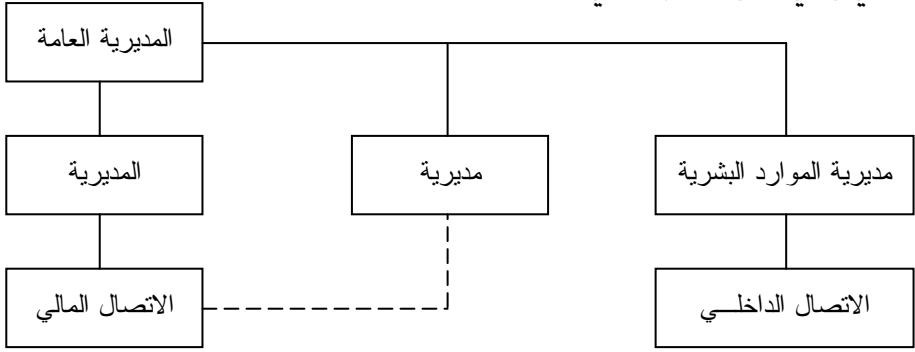 المديرية العامة
مديرية الموارد البشرية
مديرية
المديرية
الاتصال الداخلـــي
الاتصال المالي